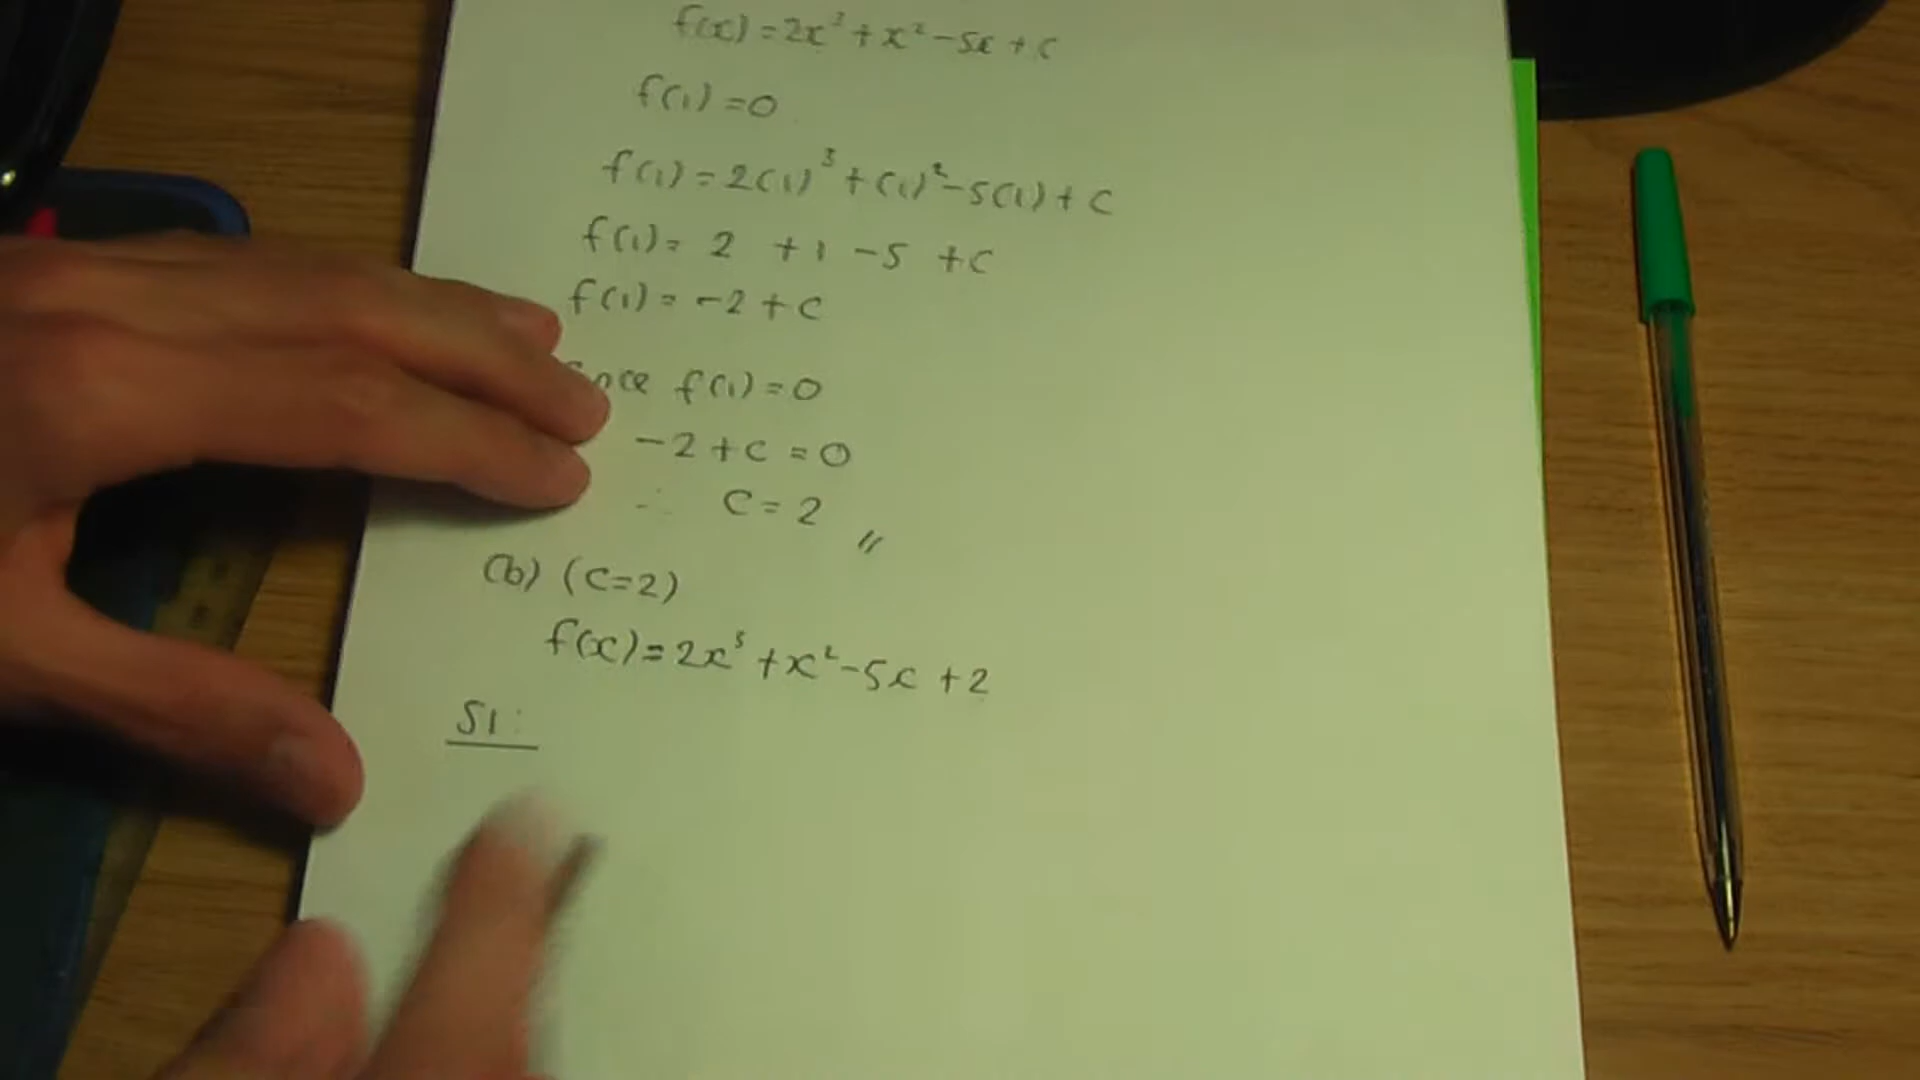 f(x) = 2x³ + x² - 5x + c
f(1) = 0
f(1) = 2(1)³ + (1)² - 5(1) + c
f(1) = 2 + 1 - 5 + c
f(1) = -2 + c
f(1) = 0
-2 + c = 0
∴ c = 2 //
(b) (c = 2)
f(x) = 2x³ + x² - 5x + 2
S1: